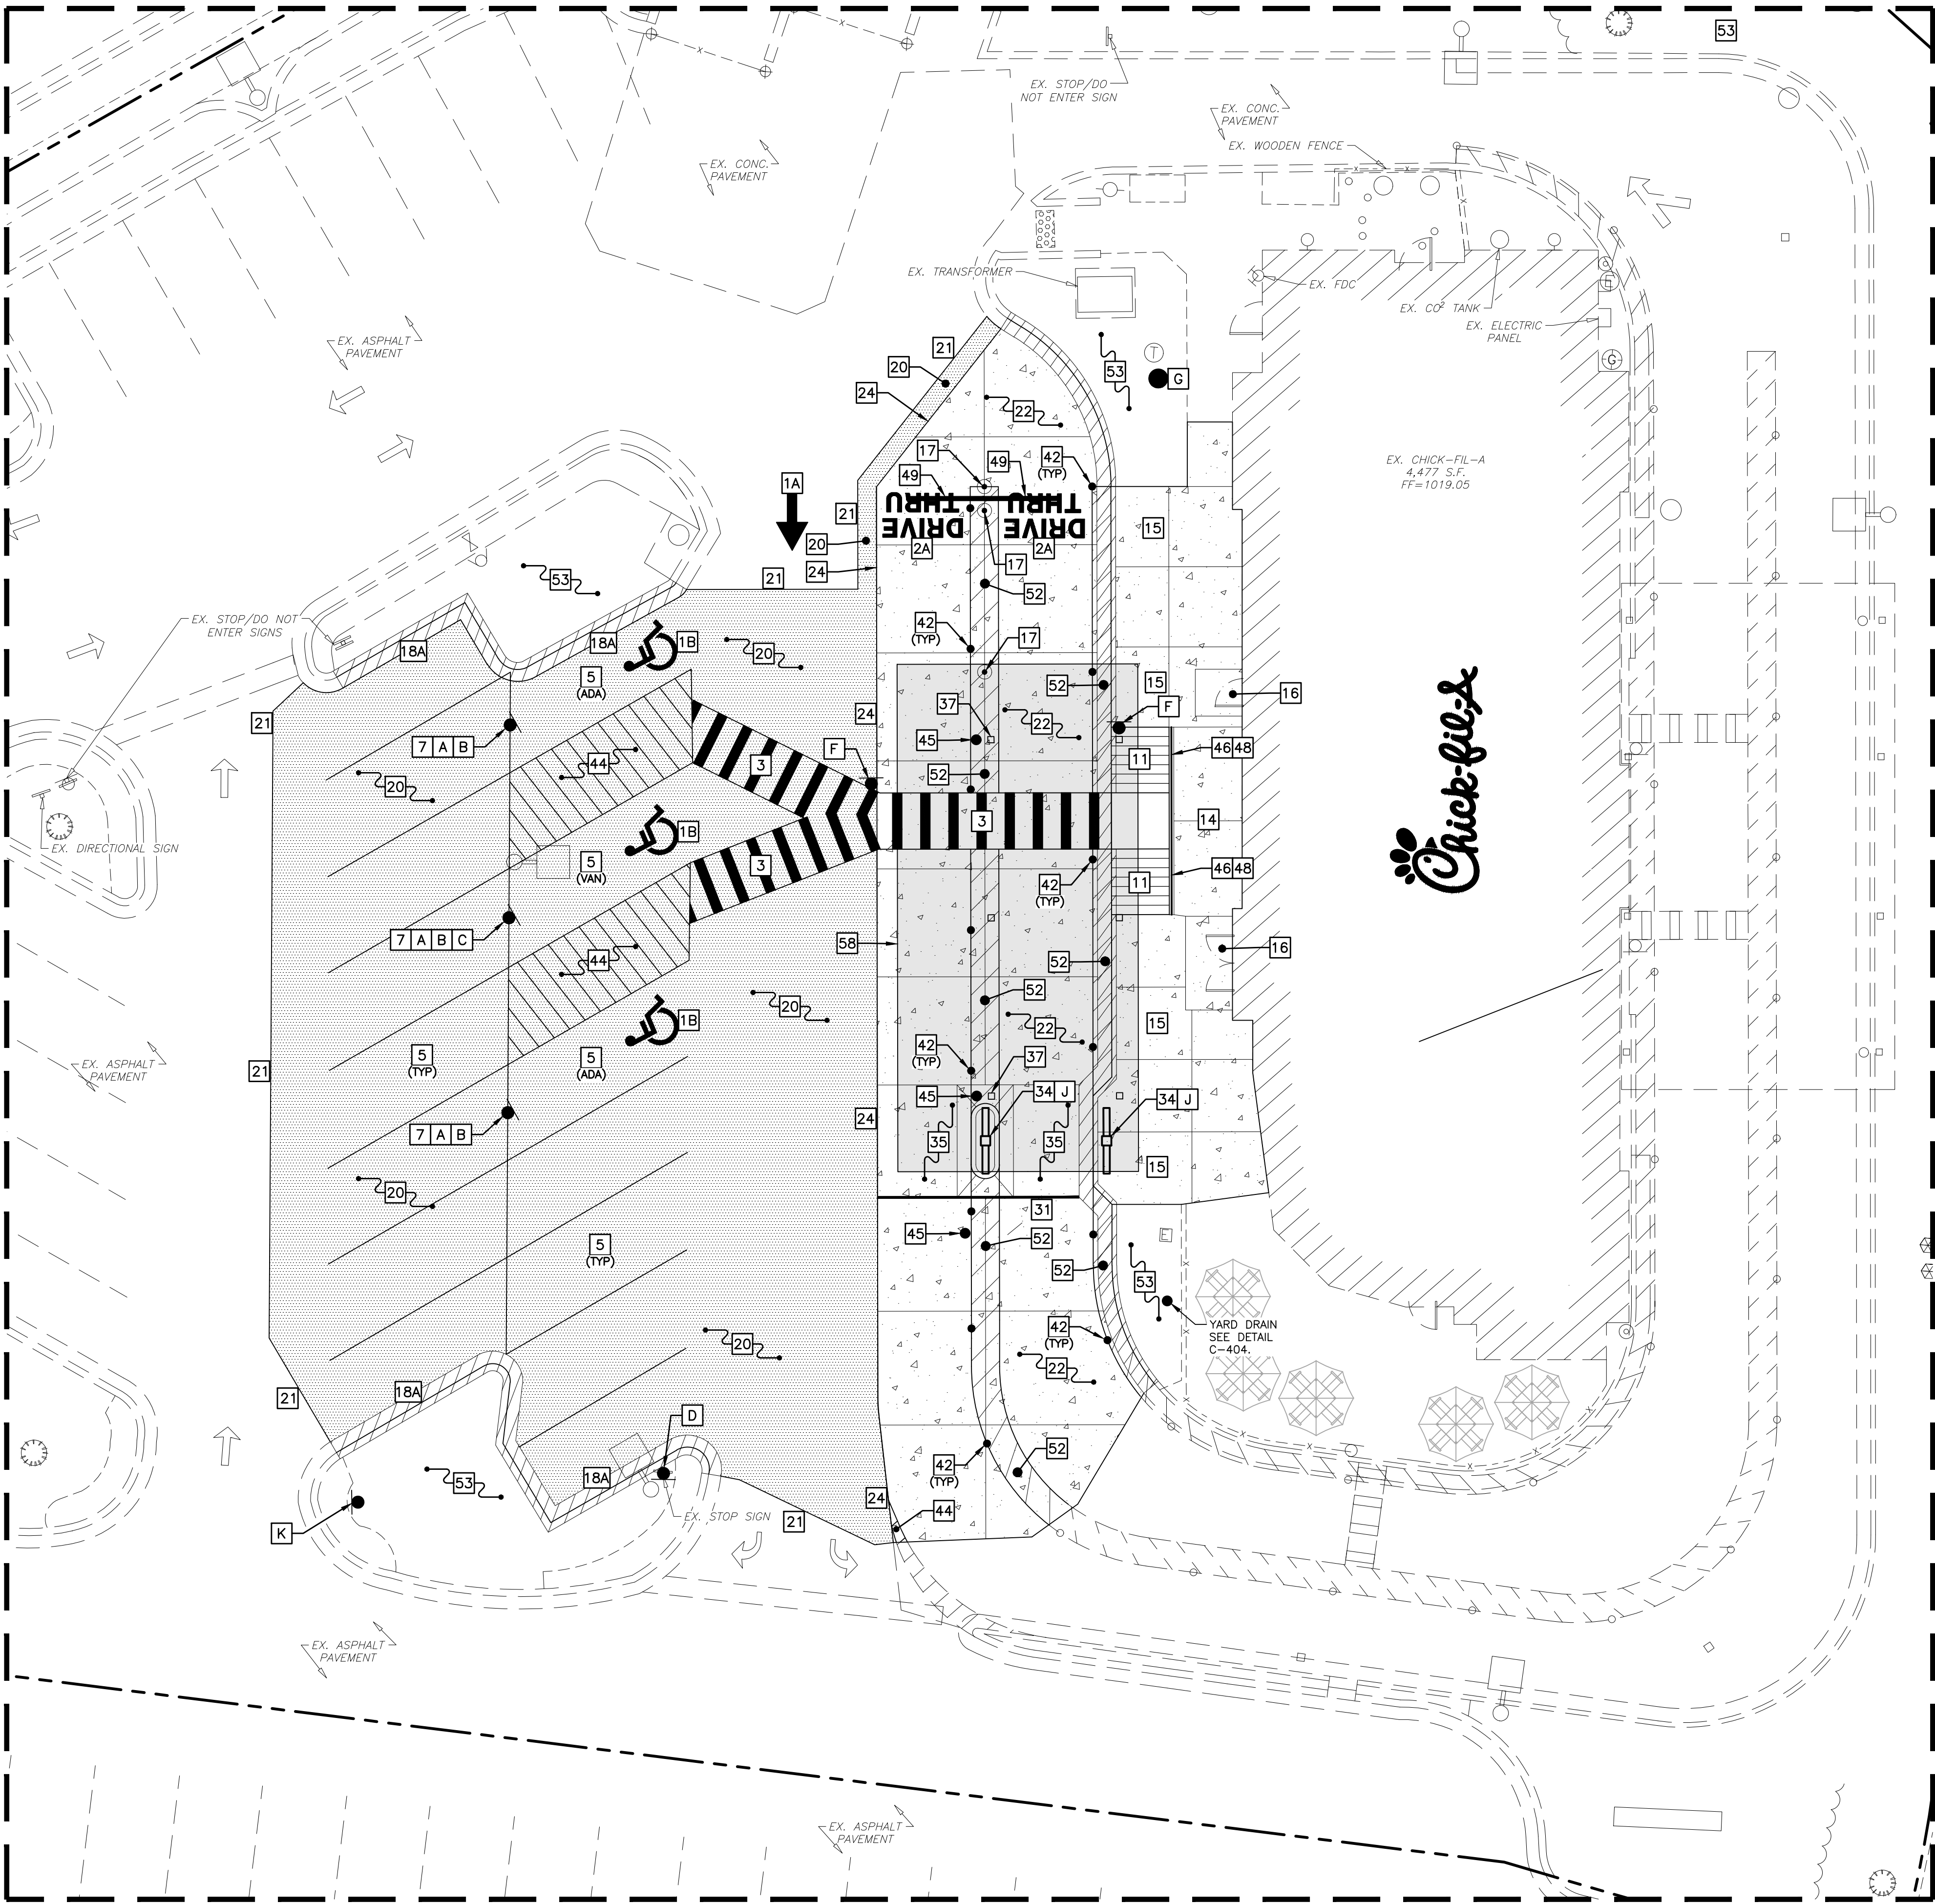 53
EX. STOP/DO
NOT ENTER SIGN
EX. CONC.
PAVEMENT
EX. WOODEN FENCE
EX. CONC.
PAVEMENT
EX. TRANSFORMER
EX. FDC
EX. CO2 TANK
EX. ELECTRIC
PANEL
EX. ASPHALT
PAVEMENT
21
20
24
T
53
G
G
22
17
49
49
42
(TYP)
EX. CHICK-FIL-A
4,477 S.F.
FF=1019.05
1A
21
DRIVE
THRU
DRIVE
THRU
15
20
2A
2A
17
24
21
53
52
EX. STOP/DO NOT
ENTER SIGNS
18A
18A
1B
42
(TYP)
17
20
5
(ADA)
52
15
16
21
24
37
22
F
7 A B
45
F
46 48
44
3
11
20
52
1B
3
14
EX. DIRECTIONAL SIGN
5
(VAN)
3
Chick-fil-A
42
(TYP)
11
46 48
7 A B C
58
16
44
52
20
52
1B
22
15
5
(TYP)
5
(ADA)
42
(TYP)
37
21
EX. ASPHALT
PAVEMENT
45
34 J
34 J
24
7 A B
35
35
15
20
31
45
52
E
5
(TYP)
52
53
20
42
(TYP)
YARD DRAIN
SEE DETAIL
C-404.
22
21
18A
D
52
42
(TYP)
18A
53
24
44
K
EX. STOP SIGN
21
EX. ASPHALT
PAVEMENT
EX. ASPHALT
PAVEMENT